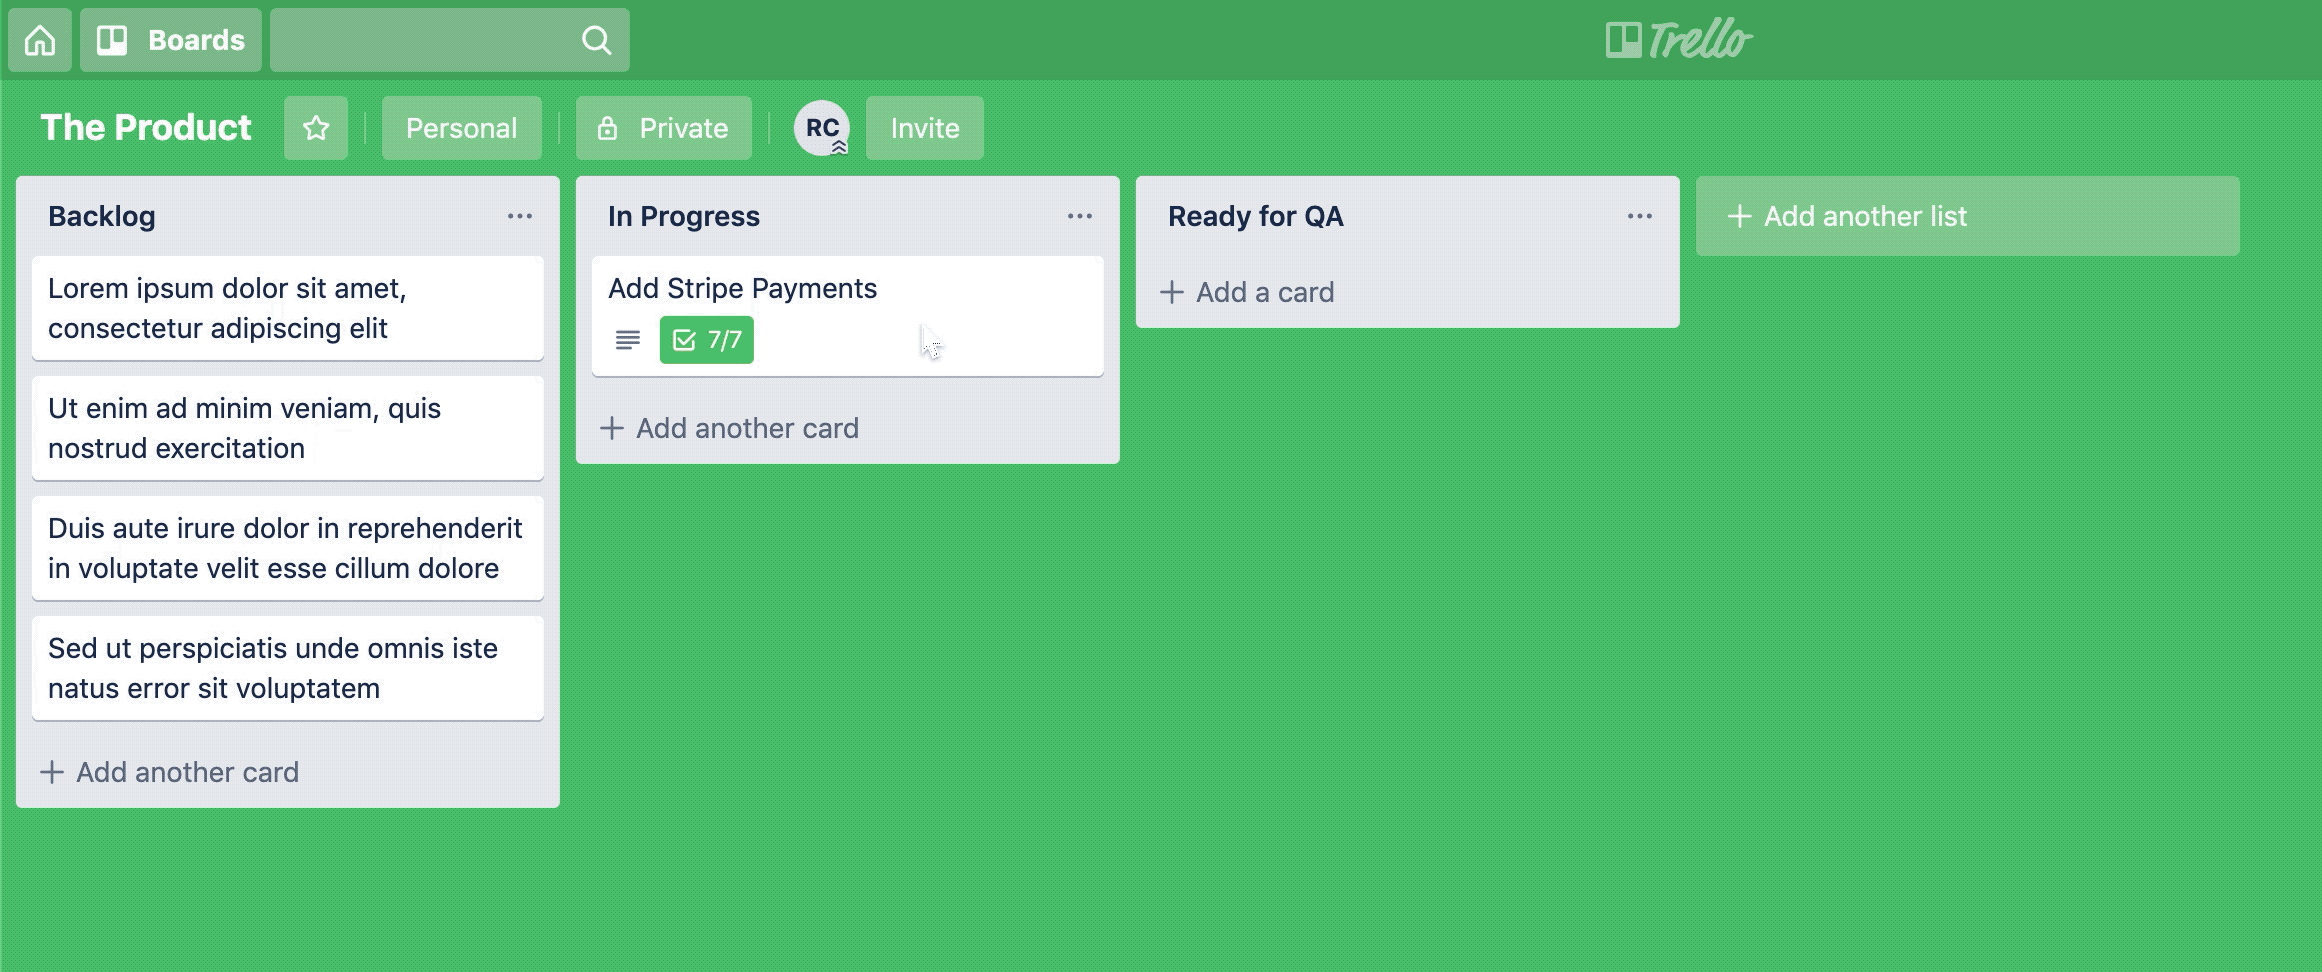 Boards
Trello
The Product
Personal
Private
RC
Invite
Backlog
Lorem ipsum dolor sit amet,
consectetur adipiscing elit
Ut enim ad minim veniam, quis
nostrud exercitation
Duis aute irure dolor in reprehenderit
in voluptate velit esse cillum dolore
Sed ut perspiciatis unde omnis iste
natus error sit voluptatem
Add another card
In Progress
Add Stripe Payments
7/7
Add another card
Ready for QA
Add a card
Add another list